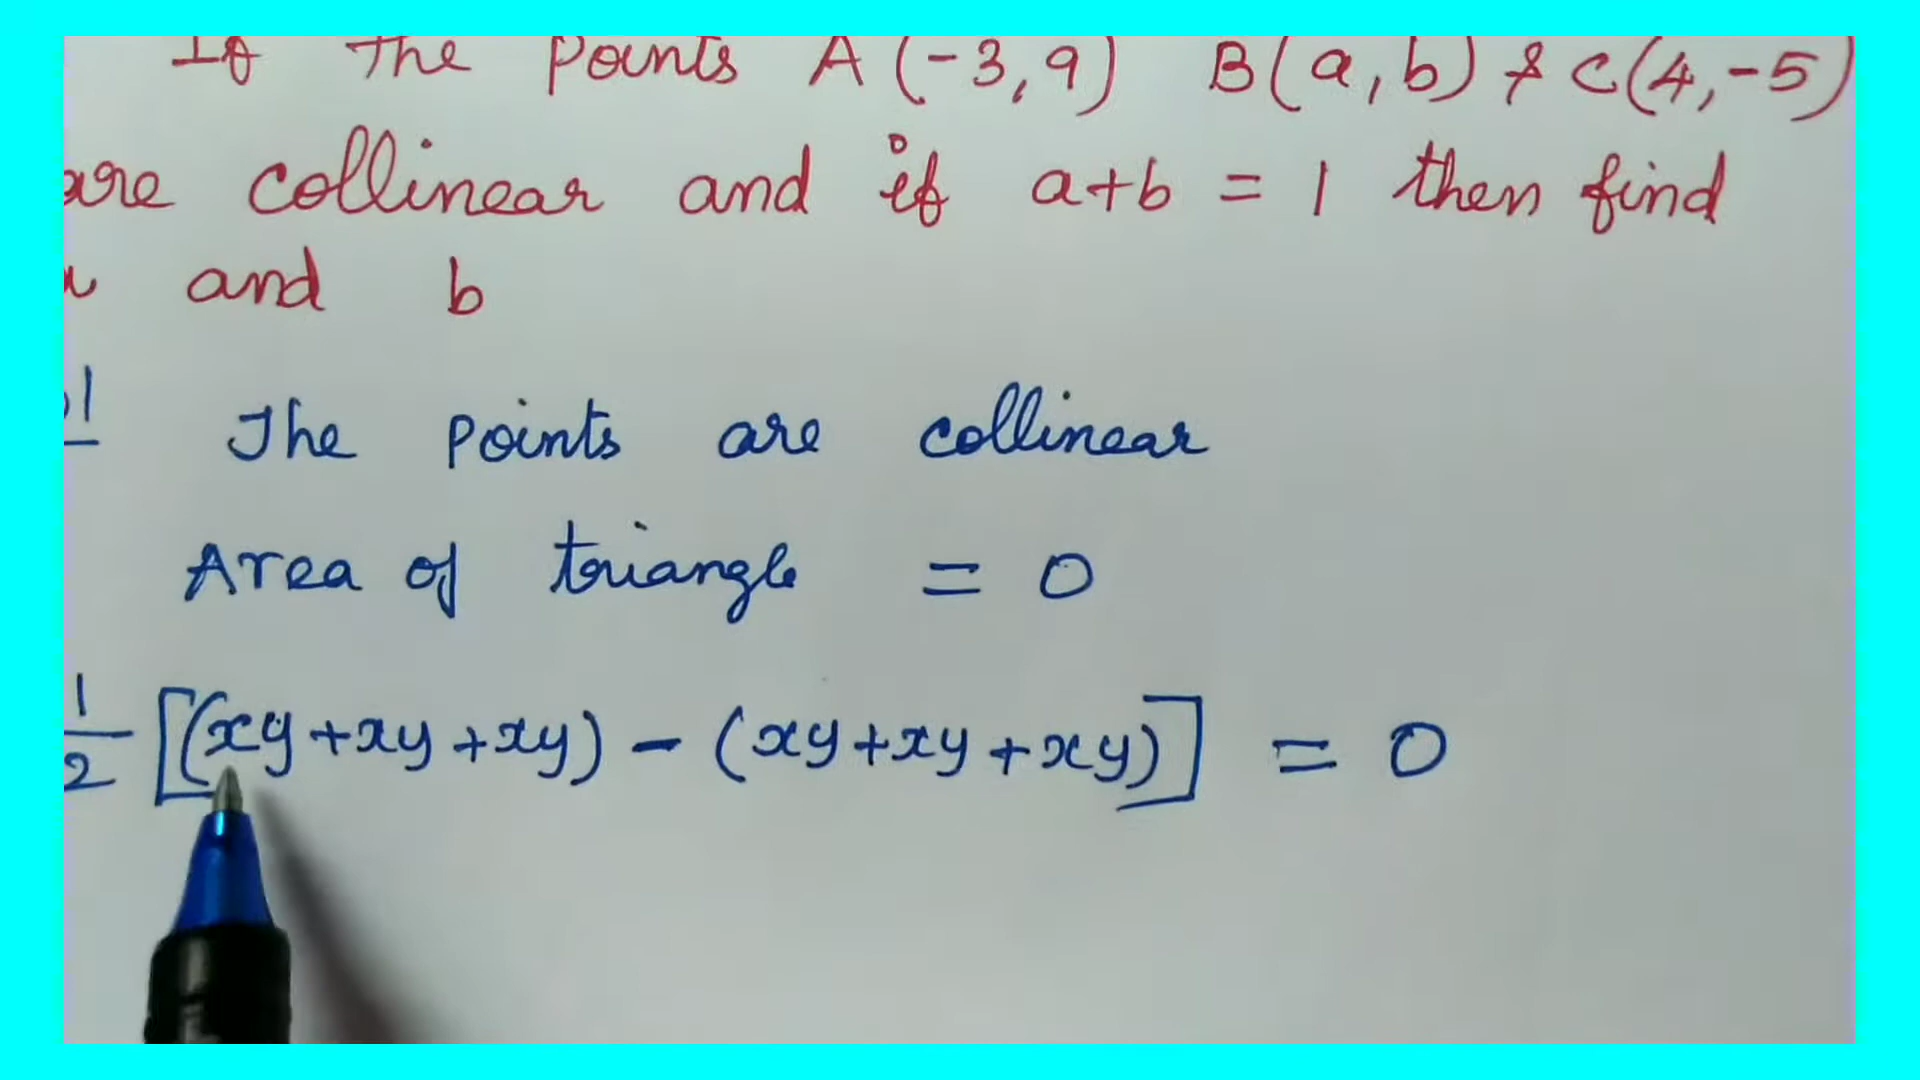 If the points A(-3,9) B(a,b) & C(4,-5)
are collinear and if a+b = 1 then find
and b
The points are collinear
Area of triangle = 0
1/2 [(xy+xy+xy) - (xy+xy+xy)] = 0